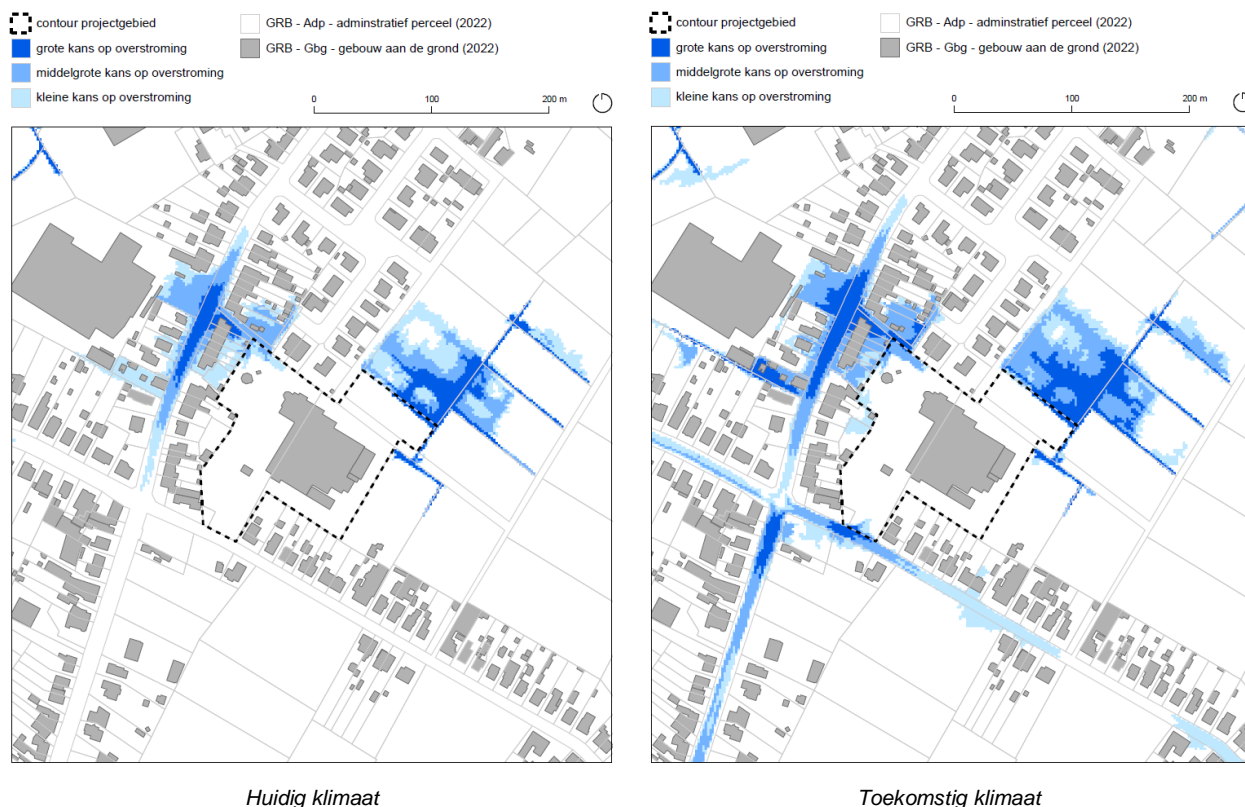 contour projectgebied
grote kans op overstroming
middelgrote kans op overstroming
kleine kans op overstroming
GRB - Adp - adminstratief perceel (2022)
GRB - Gbg - gebouw aan de grond (2022)
0 100 200 m
contour projectgebied
grote kans op overstroming
middelgrote kans op overstroming
kleine kans op overstroming
GRB - Adp - adminstratief perceel (2022)
GRB - Gbg - gebouw aan de grond (2022)
0 100 200 m
Huidig klimaat
Toekomstig klimaat